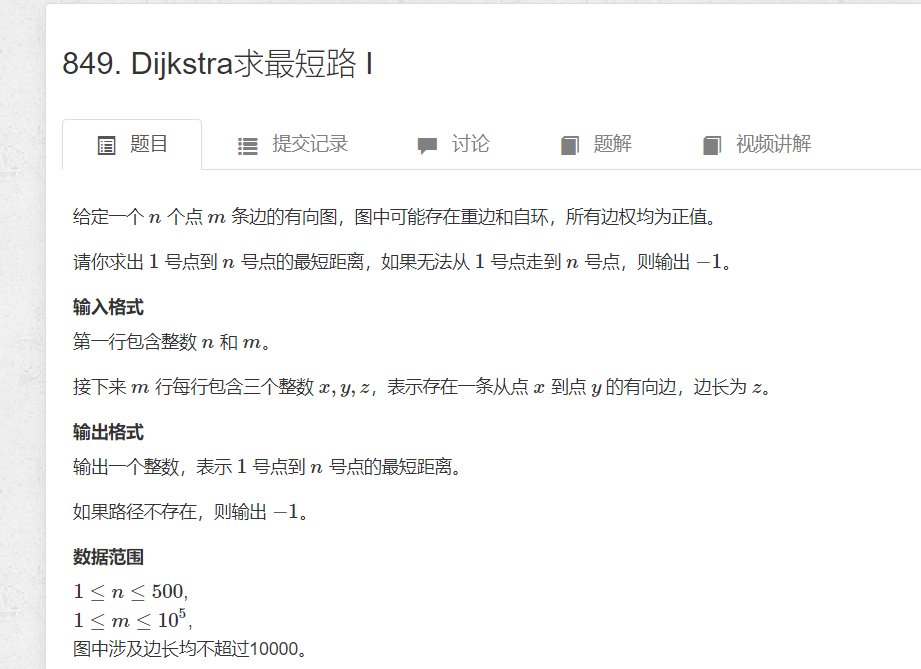 849. Dijkstra求最短路 I
题目 提交记录 讨论 题解 视频讲解
给定一个 n 个点 m 条边的有向图，图中可能存在重边和自环，所有边权均为正值。
请你求出 1 号点到 n 号点的最短距离，如果无法从 1 号点走到 n 号点，则输出 −1。
输入格式
第一行包含整数 n 和 m。
接下来 m 行每行包含三个整数 x, y, z，表示存在一条从点 x 到点 y 的有向边，边长为 z。
输出格式
输出一个整数，表示 1 号点到 n 号点的最短距离。
如果路径不存在，则输出 −1。
数据范围
1 ≤ n ≤ 500,
1 ≤ m ≤ 10⁵,
图中涉及边长均不超过10000。